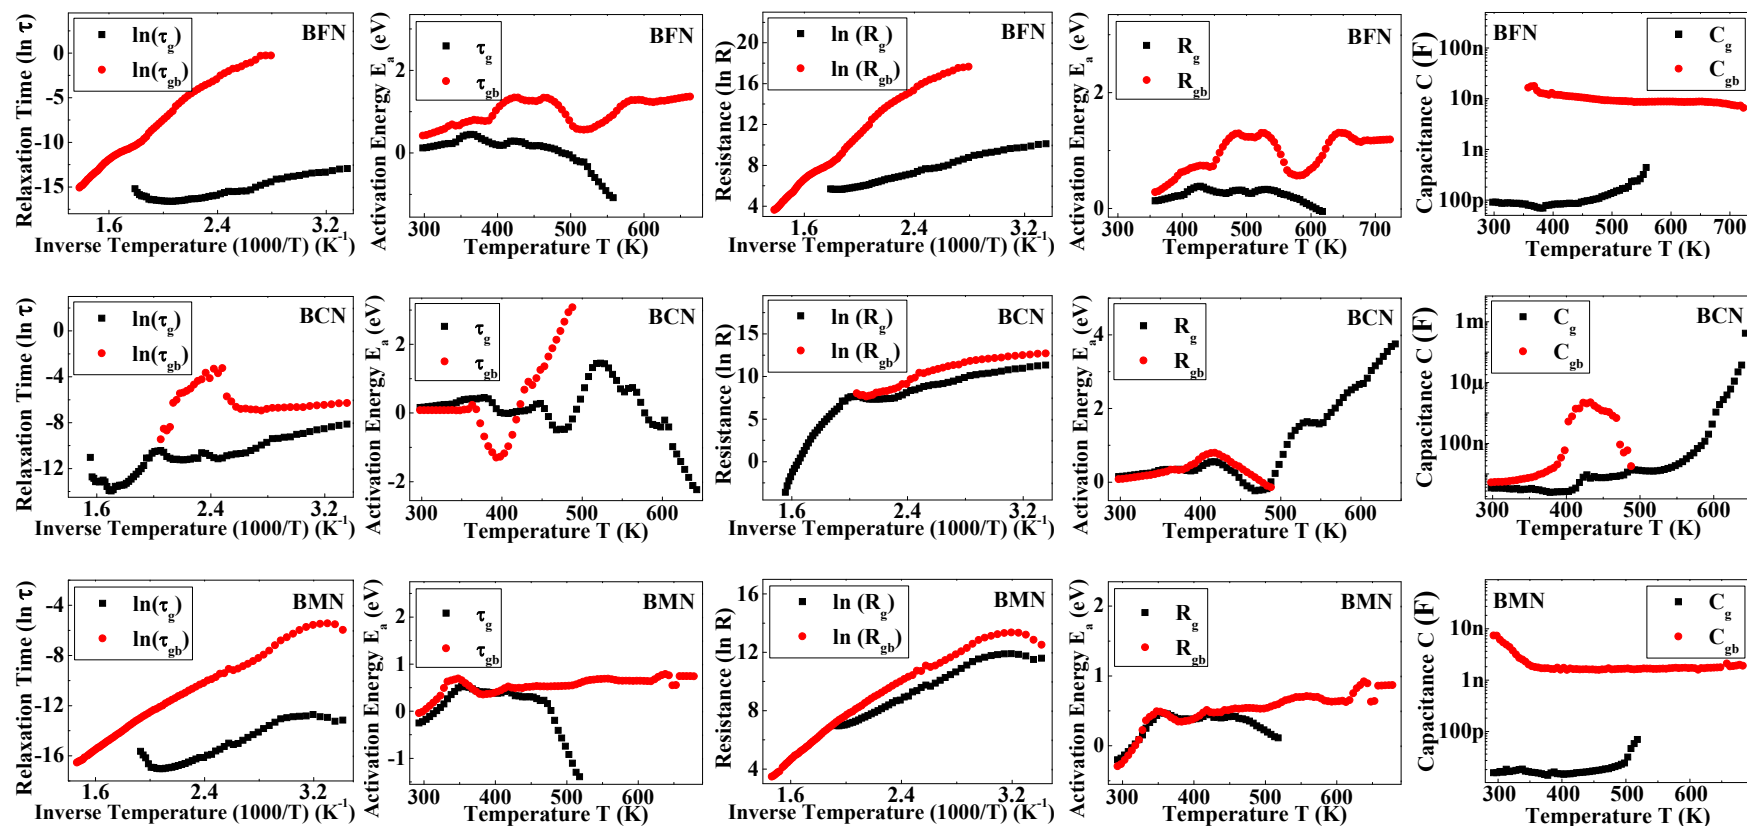 BFN
ln(τg)
ln(τgb)
Relaxation Time (ln τ)
0
-5
-10
-15
1.6 2.4 3.2
Inverse Temperature (1000/T) (K-1)
BFN
τg
τgb
Activation Energy Ea (eV)
2
0
300 400 500 600
Temperature T (K)
BFN
ln (Rg)
ln (Rgb)
Resistance (ln R)
20
16
12
8
4
1.6 2.4 3.2
Inverse Temperature (1000/T) (K-1)
BFN
Rg
Rgb
Activation Energy Ea (eV)
2
0
400 500 600 700
Temperature T (K)
BFN
Cg
Cgb
Capacitance C (F)
100n
10n
1n
100p
300 400 500 600 700
Temperature T (K)
BCN
ln(τg)
ln(τgb)
Relaxation Time (ln τ)
0
-4
-8
-12
1.6 2.4 3.2
Inverse Temperature (1000/T) (K-1)
BCN
τg
τgb
Activation Energy Ea (eV)
2
0
-2
300 400 500 600 700
Temperature T (K)
BCN
ln (Rg)
ln (Rgb)
Resistance (ln R)
15
10
5
0
1.6 2.4 3.2
Inverse Temperature (1000/T) (K-1)
BCN
Rg
Rgb
Activation Energy Ea (eV)
4
2
0
300 400 500 600
Temperature T (K)
BCN
Cg
Cgb
Capacitance C (F)
1m
10μ
100n
300 400 500 600
Temperature T (K)
BMN
ln(τg)
ln(τgb)
Relaxation Time (ln τ)
-4
-8
-12
-16
1.6 2.4 3.2
Inverse Temperature (1000/T) (K-1)
BMN
τg
τgb
Activation Energy Ea (eV)
2
1
0
-1
300 400 500 600 700
Temperature T (K)
BMN
ln (Rg)
ln (Rgb)
Resistance (ln R)
16
12
8
4
1.6 2.4 3.2
Inverse Temperature (1000/T) (K-1)
BMN
Rg
Rgb
Activation Energy Ea (eV)
2
1
0
300 400 500 600
Temperature T (K)
BMN
Cg
Cgb
Capacitance C (F)
10n
1n
100p
300 400 500 600
Temperature T (K)